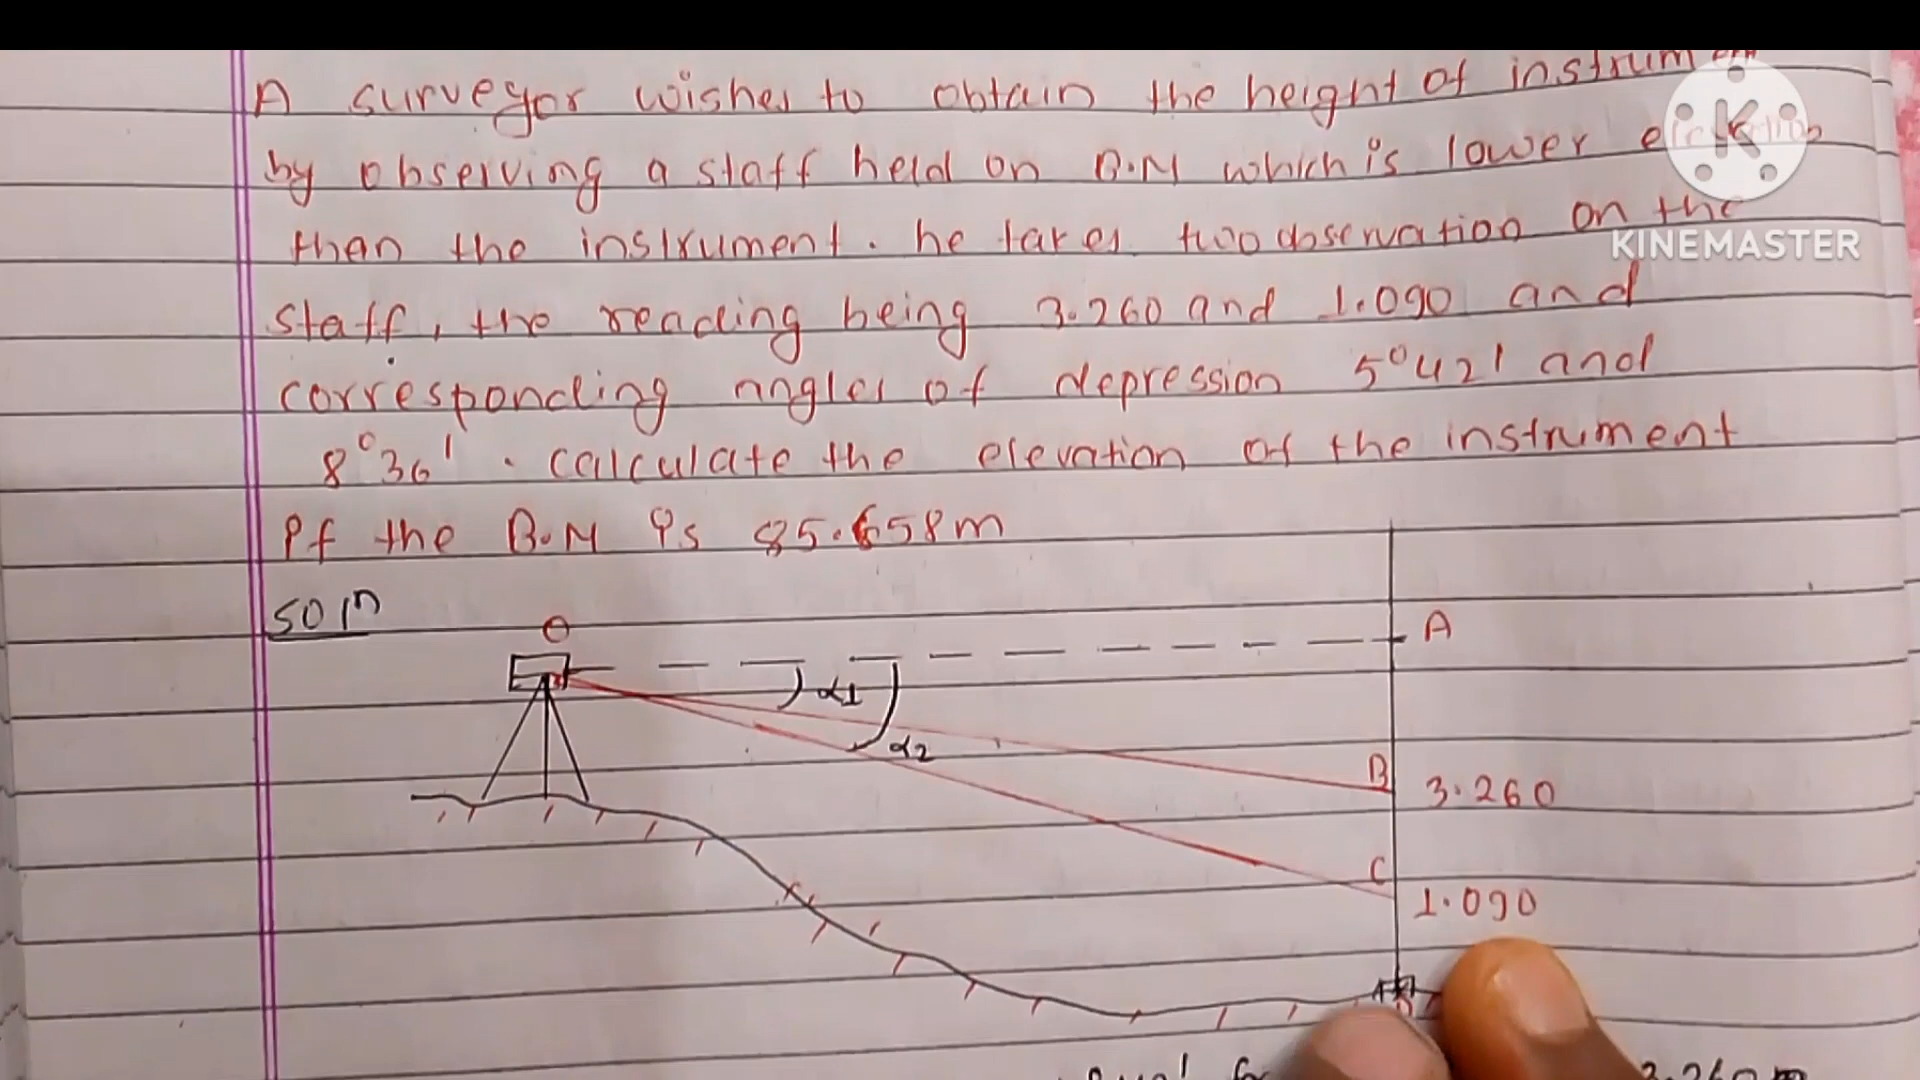 A surveyor wishes to obtain the height of instrument
by observing a staff held on B.M which is lower
than the instrument. he takes two observation on the
KINEMASTER
staff, the reading being 3.260 and 1.090 and
corresponding angles of depression 5°42' and
8°36'. calculate the elevation of the instrument
if the B.M is 85.658m
Soln
O
A
α1
α2
B
3.260
C
1.090
3.260m